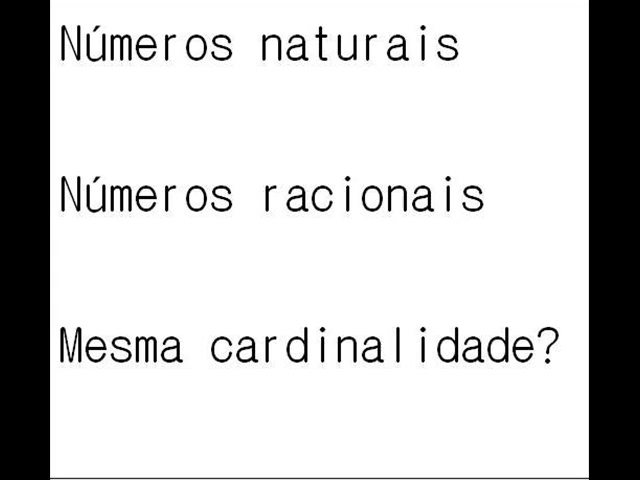 Números naturais
Números racionais
Mesma cardinalidade?